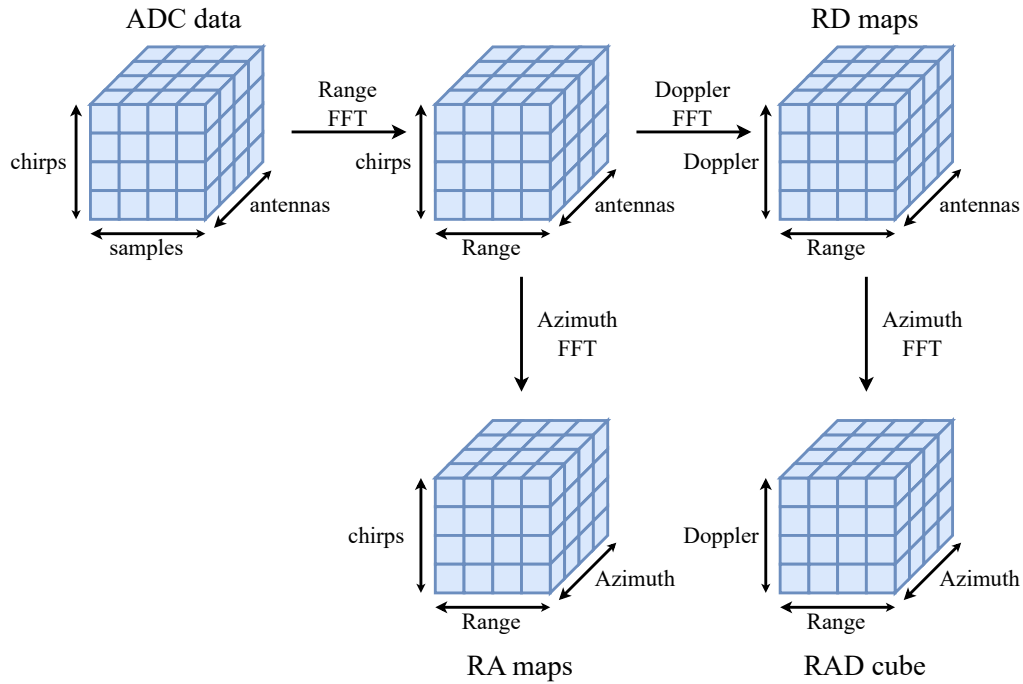 ADC data
RD maps
Range
FFT
Doppler
FFT
chirps
chirps
Doppler
antennas
antennas
antennas
samples
Range
Range
Azimuth
FFT
Azimuth
FFT
chirps
Doppler
Azimuth
Azimuth
Range
Range
RA maps
RAD cube